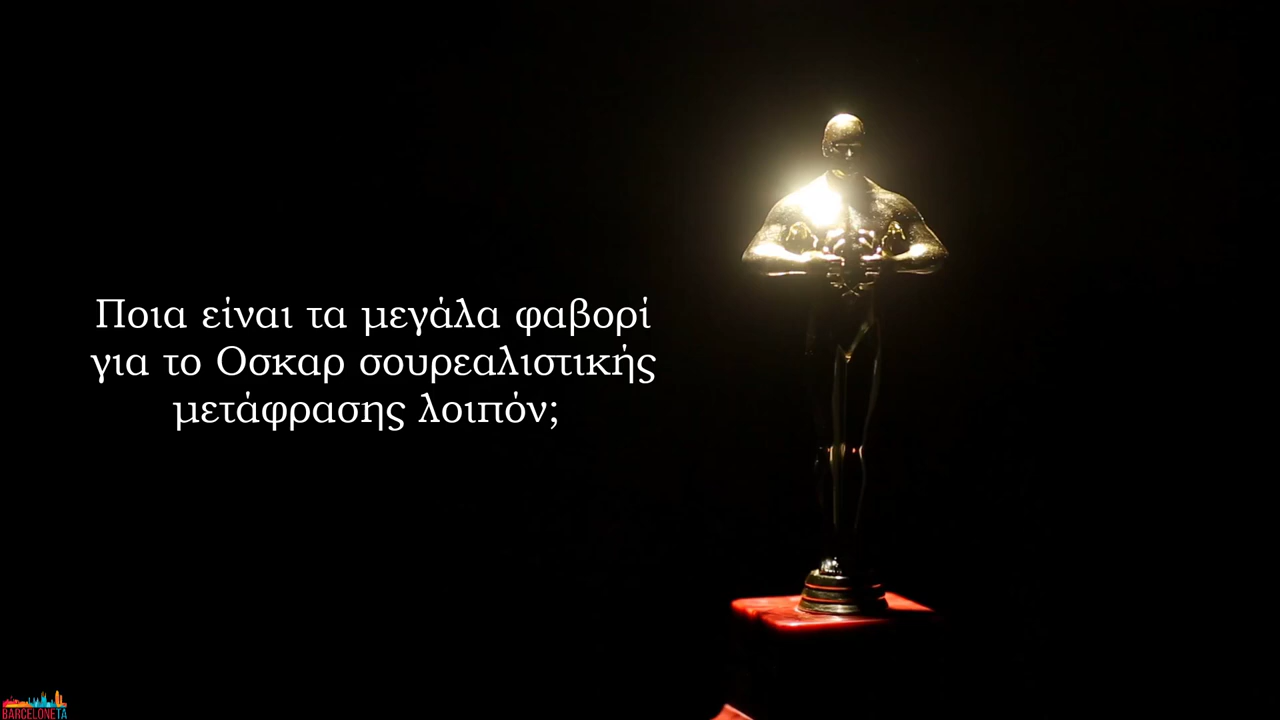 Ποια είναι τα μεγάλα φαβορί
για το Οσκαρ σουρεαλιστικής
μετάφρασης λοιπόν;
BARCELONETA